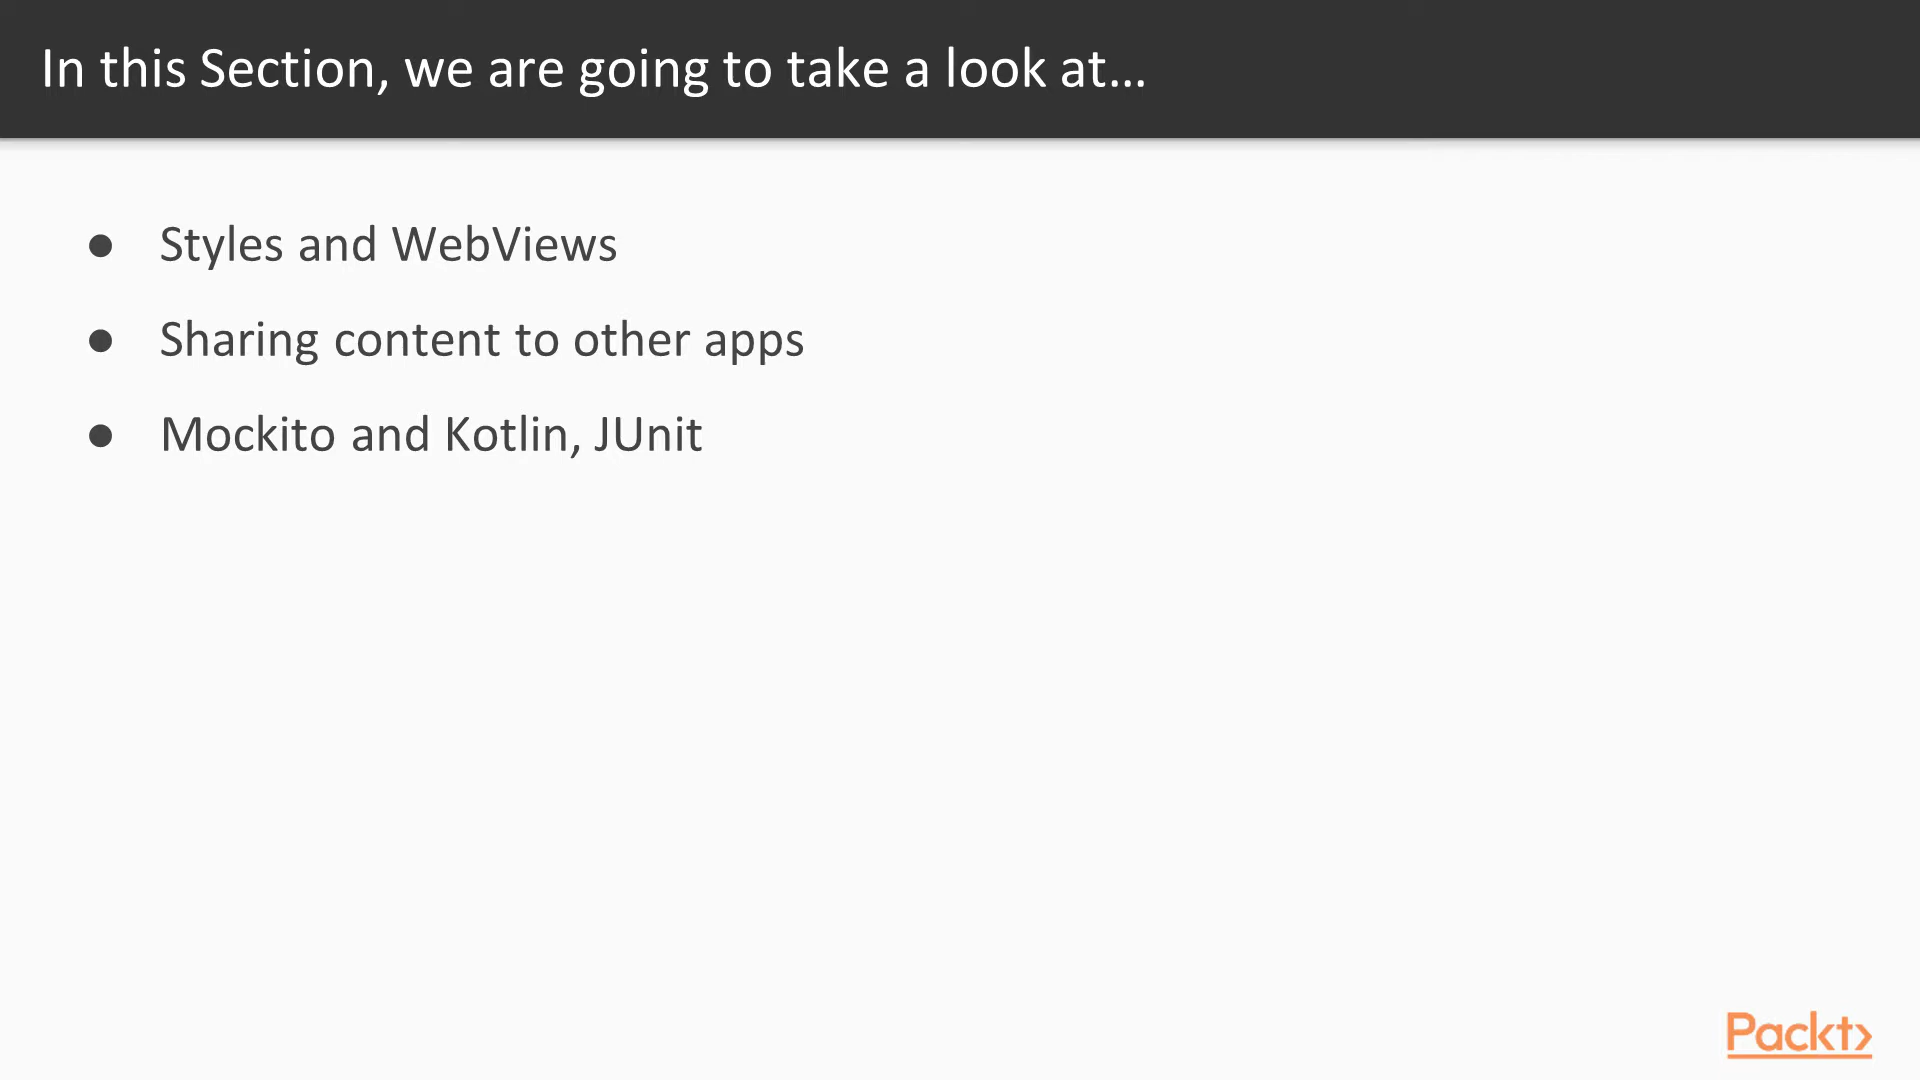 In this Section, we are going to take a look at...
● Styles and WebViews
● Sharing content to other apps
● Mockito and Kotlin, JUnit
Packt>